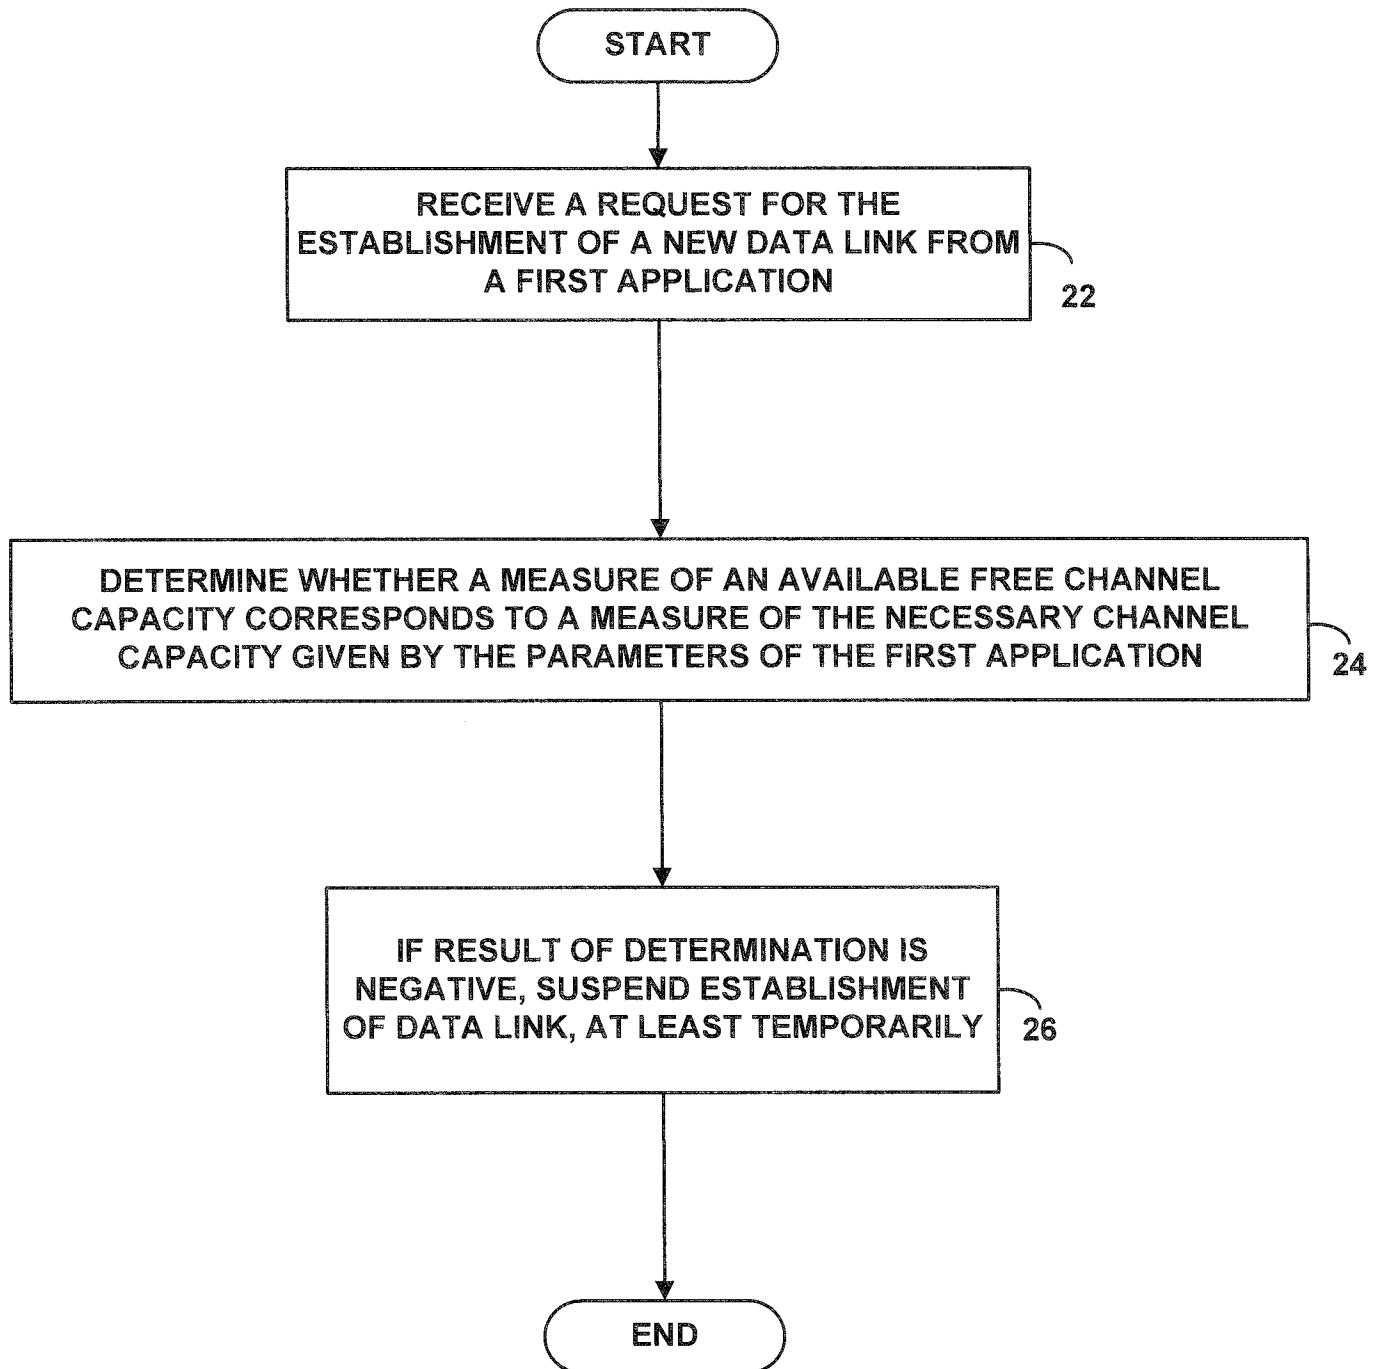 START
RECEIVE A REQUEST FOR THE
ESTABLISHMENT OF A NEW DATA LINK FROM
A FIRST APPLICATION
22
DETERMINE WHETHER A MEASURE OF AN AVAILABLE FREE CHANNEL
CAPACITY CORRESPONDS TO A MEASURE OF THE NECESSARY CHANNEL
CAPACITY GIVEN BY THE PARAMETERS OF THE FIRST APPLICATION
24
IF RESULT OF DETERMINATION IS
NEGATIVE, SUSPEND ESTABLISHMENT
OF DATA LINK, AT LEAST TEMPORARILY
26
END